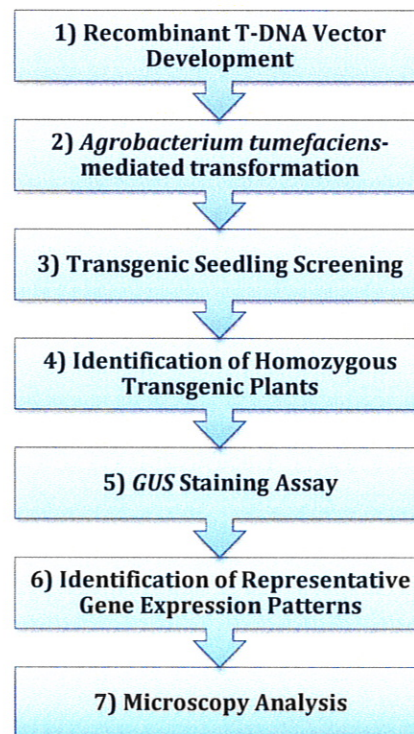 1) Recombinant T-DNA Vector
Development
2) Agrobacterium tumefaciens-
mediated transformation
3) Transgenic Seedling Screening
4) Identification of Homozygous
Transgenic Plants
5) GUS Staining Assay
6) Identification of Representative
Gene Expression Patterns
7) Microscopy Analysis